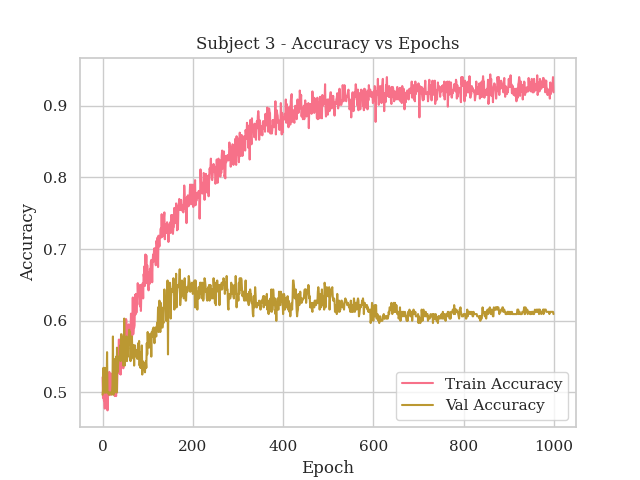 Subject 3 - Accuracy vs Epochs
0.9
0.8
0.7
0.6
0.5
Accuracy
0 200 400 600 800 1000
Epoch
Train Accuracy
Val Accuracy